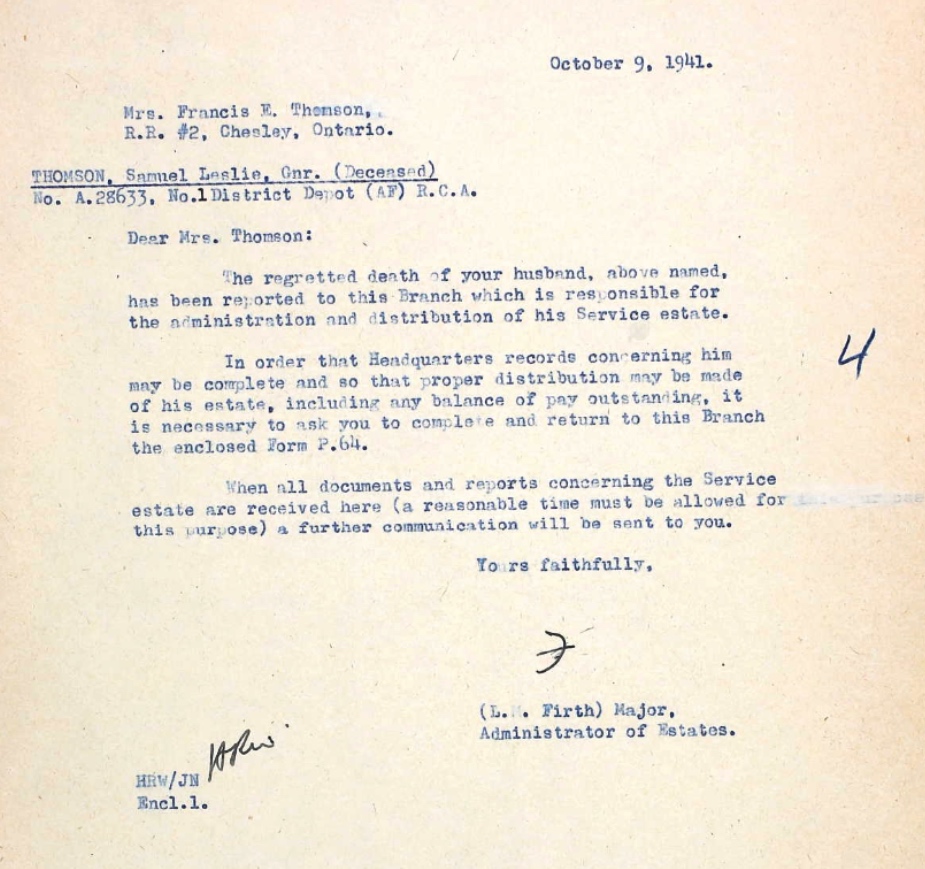 October 9, 1941.
Mrs. Francis E. Thomson,
R.R. #2, Chesley, Ontario.
THOMSON, Samuel Leslie, Gnr. (Deceased)
No. A.28633, No.1 District Depot (AF) R.C.A.
Dear Mrs. Thomson:
The regretted death of your husband, above named,
has been reported to this Branch which is responsible for
the administration and distribution of his Service estate.
In order that Headquarters records concerning him
may be complete and so that proper distribution may be made
of his estate, including any balance of pay outstanding, it
is necessary to ask you to complete and return to this Branch
the enclosed Form P.64.
4
When all documents and reports concerning the Service
estate are received here (a reasonable time must be allowed for this purpose
this purpose) a further communication will be sent to you.
Yours faithfully,
(L. Firth) Major,
Administrator of Estates.
HRW
HRW/JN
Encl.1.